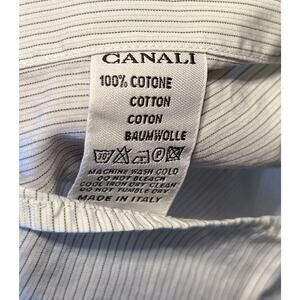 CANALI
100% COTONE
COTTON
COTON
BAUMWOLLE
MACHINE WASH COLD
DO NOT BLEACH
COOL IRON DRY CLEAN
DO NOT TUMBLE DRY
MADE IN ITALY